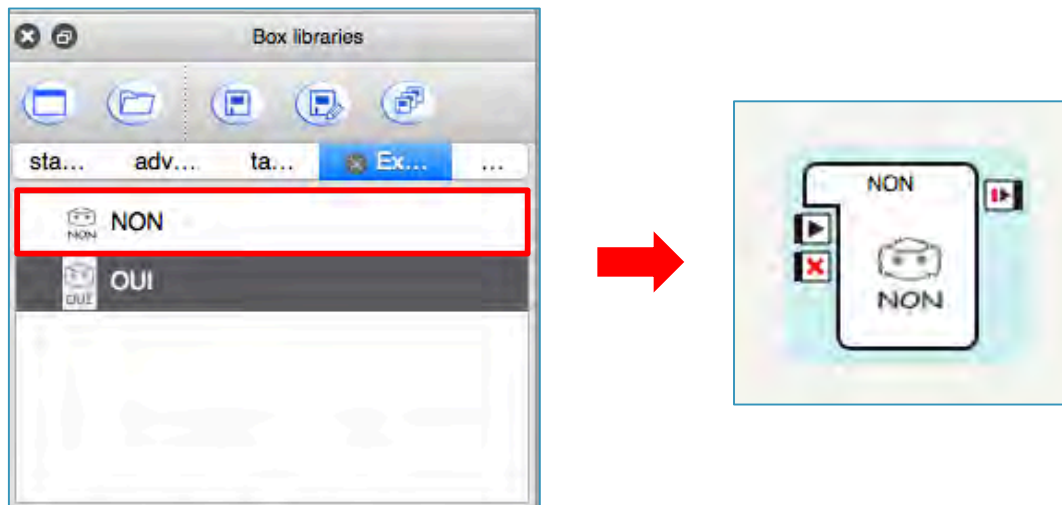 Box libraries
sta... adv... ta... Ex... ...
NON
NON
OUI
OUI
NON
NON